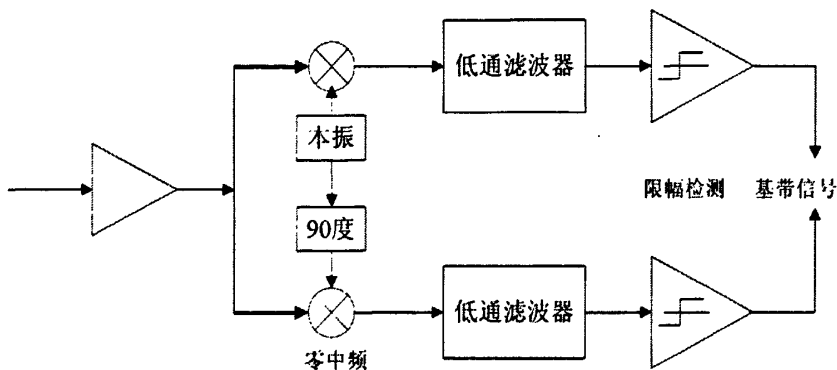 低通滤波器
本振
限幅检测 基带信号
90度
低通滤波器
零中频